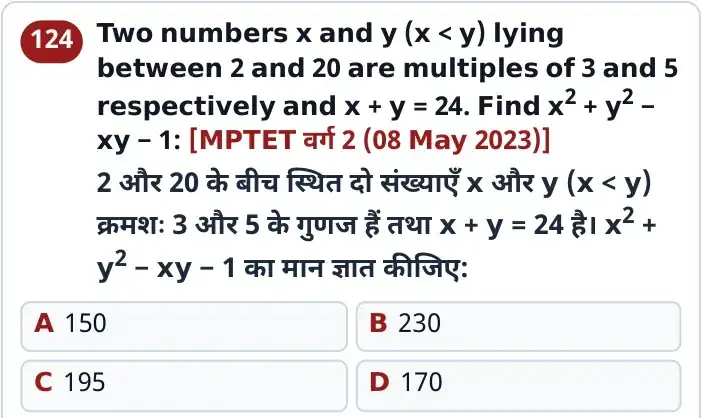 124 Two numbers x and y (x < y) lying
between 2 and 20 are multiples of 3 and 5
respectively and x + y = 24. Find x² + y² –
xy – 1: [MPTET वर्ग 2 (08 May 2023)]
2 और 20 के बीच स्थित दो संख्याएँ x और y (x < y)
क्रमशः 3 और 5 के गुणज हैं तथा x + y = 24 है। x² +
y² – xy – 1 का मान ज्ञात कीजिए:
A 150 B 230
C 195 D 170